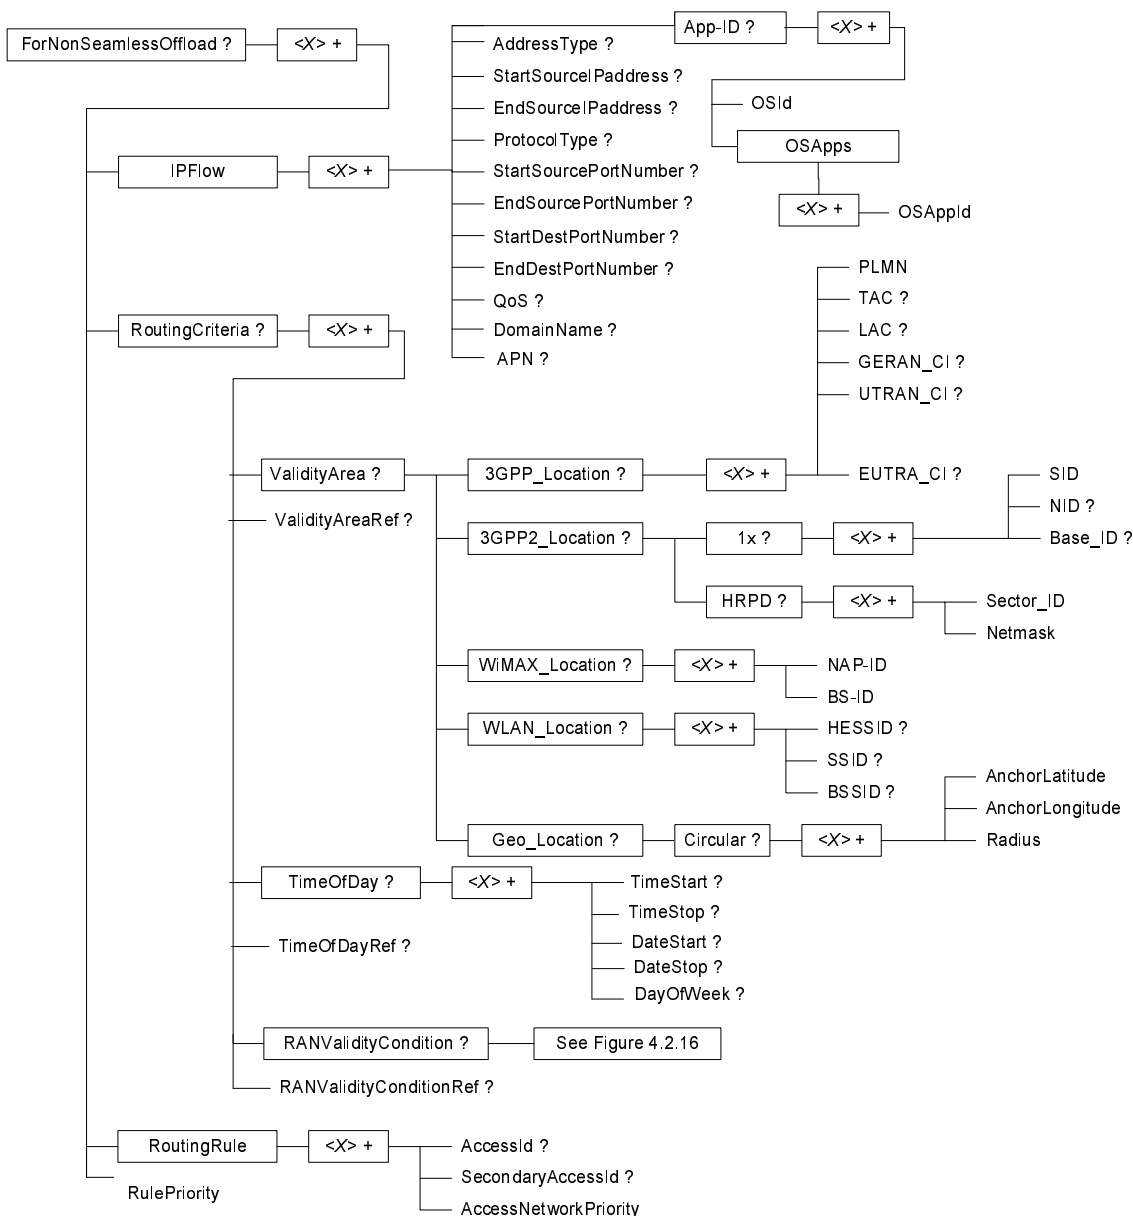 ForNonSeamlessOffload ?
<X> +
App-ID ?
<X> +
AddressType ?
StartSourceIPaddress ?
EndSourceIPaddress ?
OSId
ProtocolType ?
OSApps
IPFlow
<X> +
StartSourcePortNumber ?
EndSourcePortNumber ?
<X> +
OSAppId
StartDestPortNumber ?
EndDestPortNumber ?
QoS ?
RoutingCriteria ?
<X> +
DomainName ?
APN ?
PLMN
TAC ?
LAC ?
GERAN_CI ?
UTRAN_CI ?
ValidityArea ?
3GPP_Location ?
<X> +
EUTRA_CI ?
SID
NID ?
ValidityAreaRef ?
3GPP2_Location ?
1x ?
<X> +
Base_ID ?
HRPD ?
<X> +
Sector_ID
Netmask
WiMAX_Location ?
<X> +
NAP-ID
BS-ID
WLAN_Location ?
<X> +
HESSID ?
SSID ?
BSSID ?
AnchorLatitude
AnchorLongitude
Geo_Location ?
Circular ?
<X> +
Radius
TimeOfDay ?
<X> +
TimeStart ?
TimeStop ?
TimeOfDayRef ?
DateStart ?
DateStop ?
DayOfWeek ?
RANValidityCondition ?
See Figure 4.2.16
RANValidityConditionRef ?
RoutingRule
<X> +
AccessId ?
SecondaryAccessId ?
RulePriority
AccessNetworkPriority